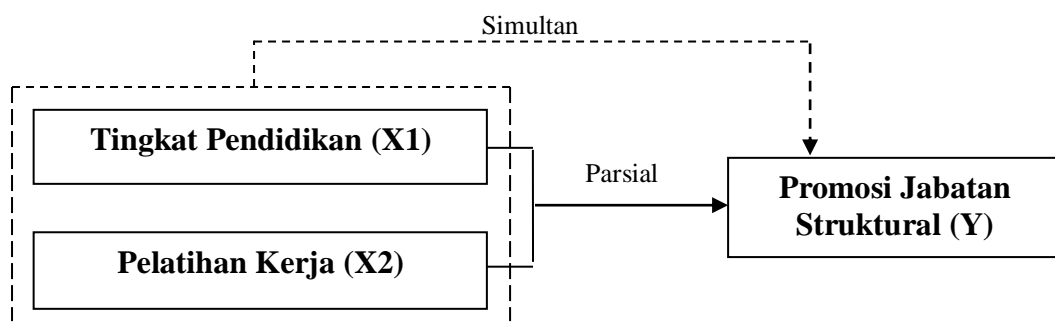 Simultan
Tingkat Pendidikan (X1)
Parsial
Promosi Jabatan
Struktural (Y)
Pelatihan Kerja (X2)